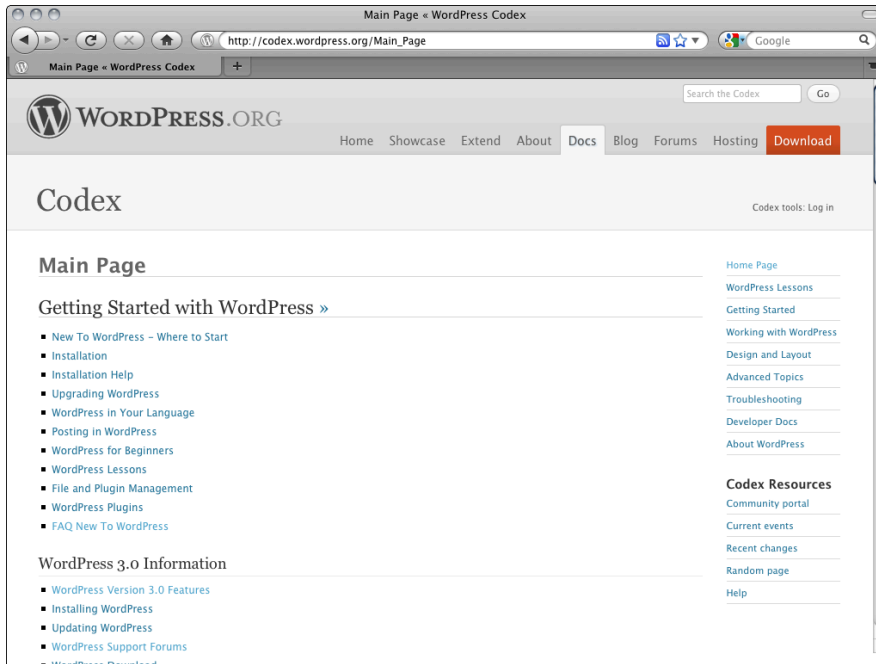 Main Page « WordPress Codex
http://codex.wordpress.org/Main_Page
Google
Main Page « WordPress Codex
+
Search the Codex
Go
WORDPRESS.ORG
Home Showcase Extend About Docs Blog Forums Hosting Download
Codex
Codex tools: Log in
Main Page
Getting Started with WordPress »
New To WordPress – Where to Start
Installation
Installation Help
Upgrading WordPress
WordPress in Your Language
Posting in WordPress
WordPress for Beginners
WordPress Lessons
File and Plugin Management
WordPress Plugins
FAQ New To WordPress
WordPress 3.0 Information
WordPress Version 3.0 Features
Installing WordPress
Updating WordPress
WordPress Support Forums
WordPress Download
Home Page
WordPress Lessons
Getting Started
Working with WordPress
Design and Layout
Advanced Topics
Troubleshooting
Developer Docs
About WordPress
Codex Resources
Community portal
Current events
Recent changes
Random page
Help